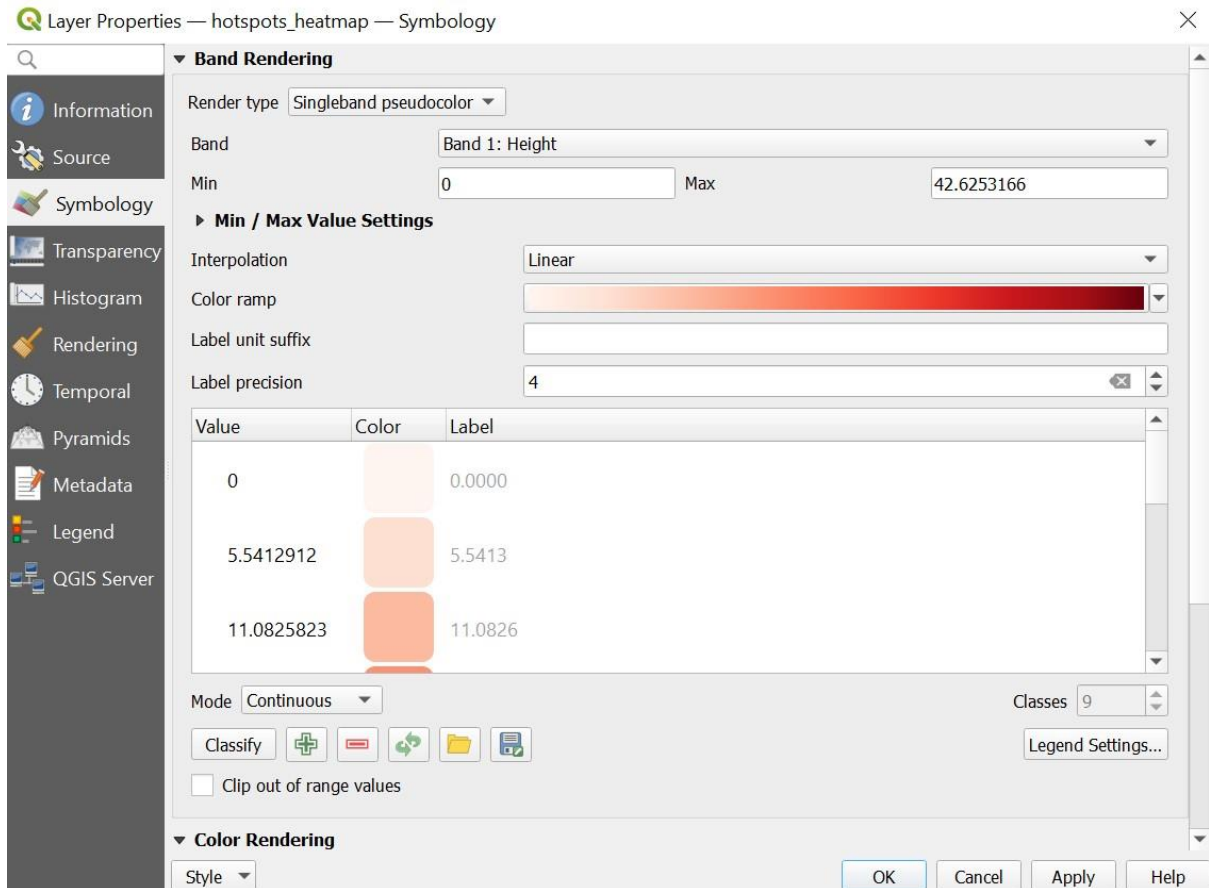 Layer Properties — hotspots_heatmap — Symbology
Information
Source
Symbology
Transparency
Histogram
Rendering
Temporal
Pyramids
Metadata
Legend
QGIS Server
Band Rendering
Render type Singleband pseudocolor
Band Band 1: Height
Min 0 Max 42.6253166
Min / Max Value Settings
Interpolation Linear
Color ramp
Label unit suffix
Label precision 4
Value Color Label
0 0.0000
5.5412912 5.5413
11.0825823 11.0826
Mode Continuous Classes 9
Classify Legend Settings...
Clip out of range values
Color Rendering
Style OK Cancel Apply Help